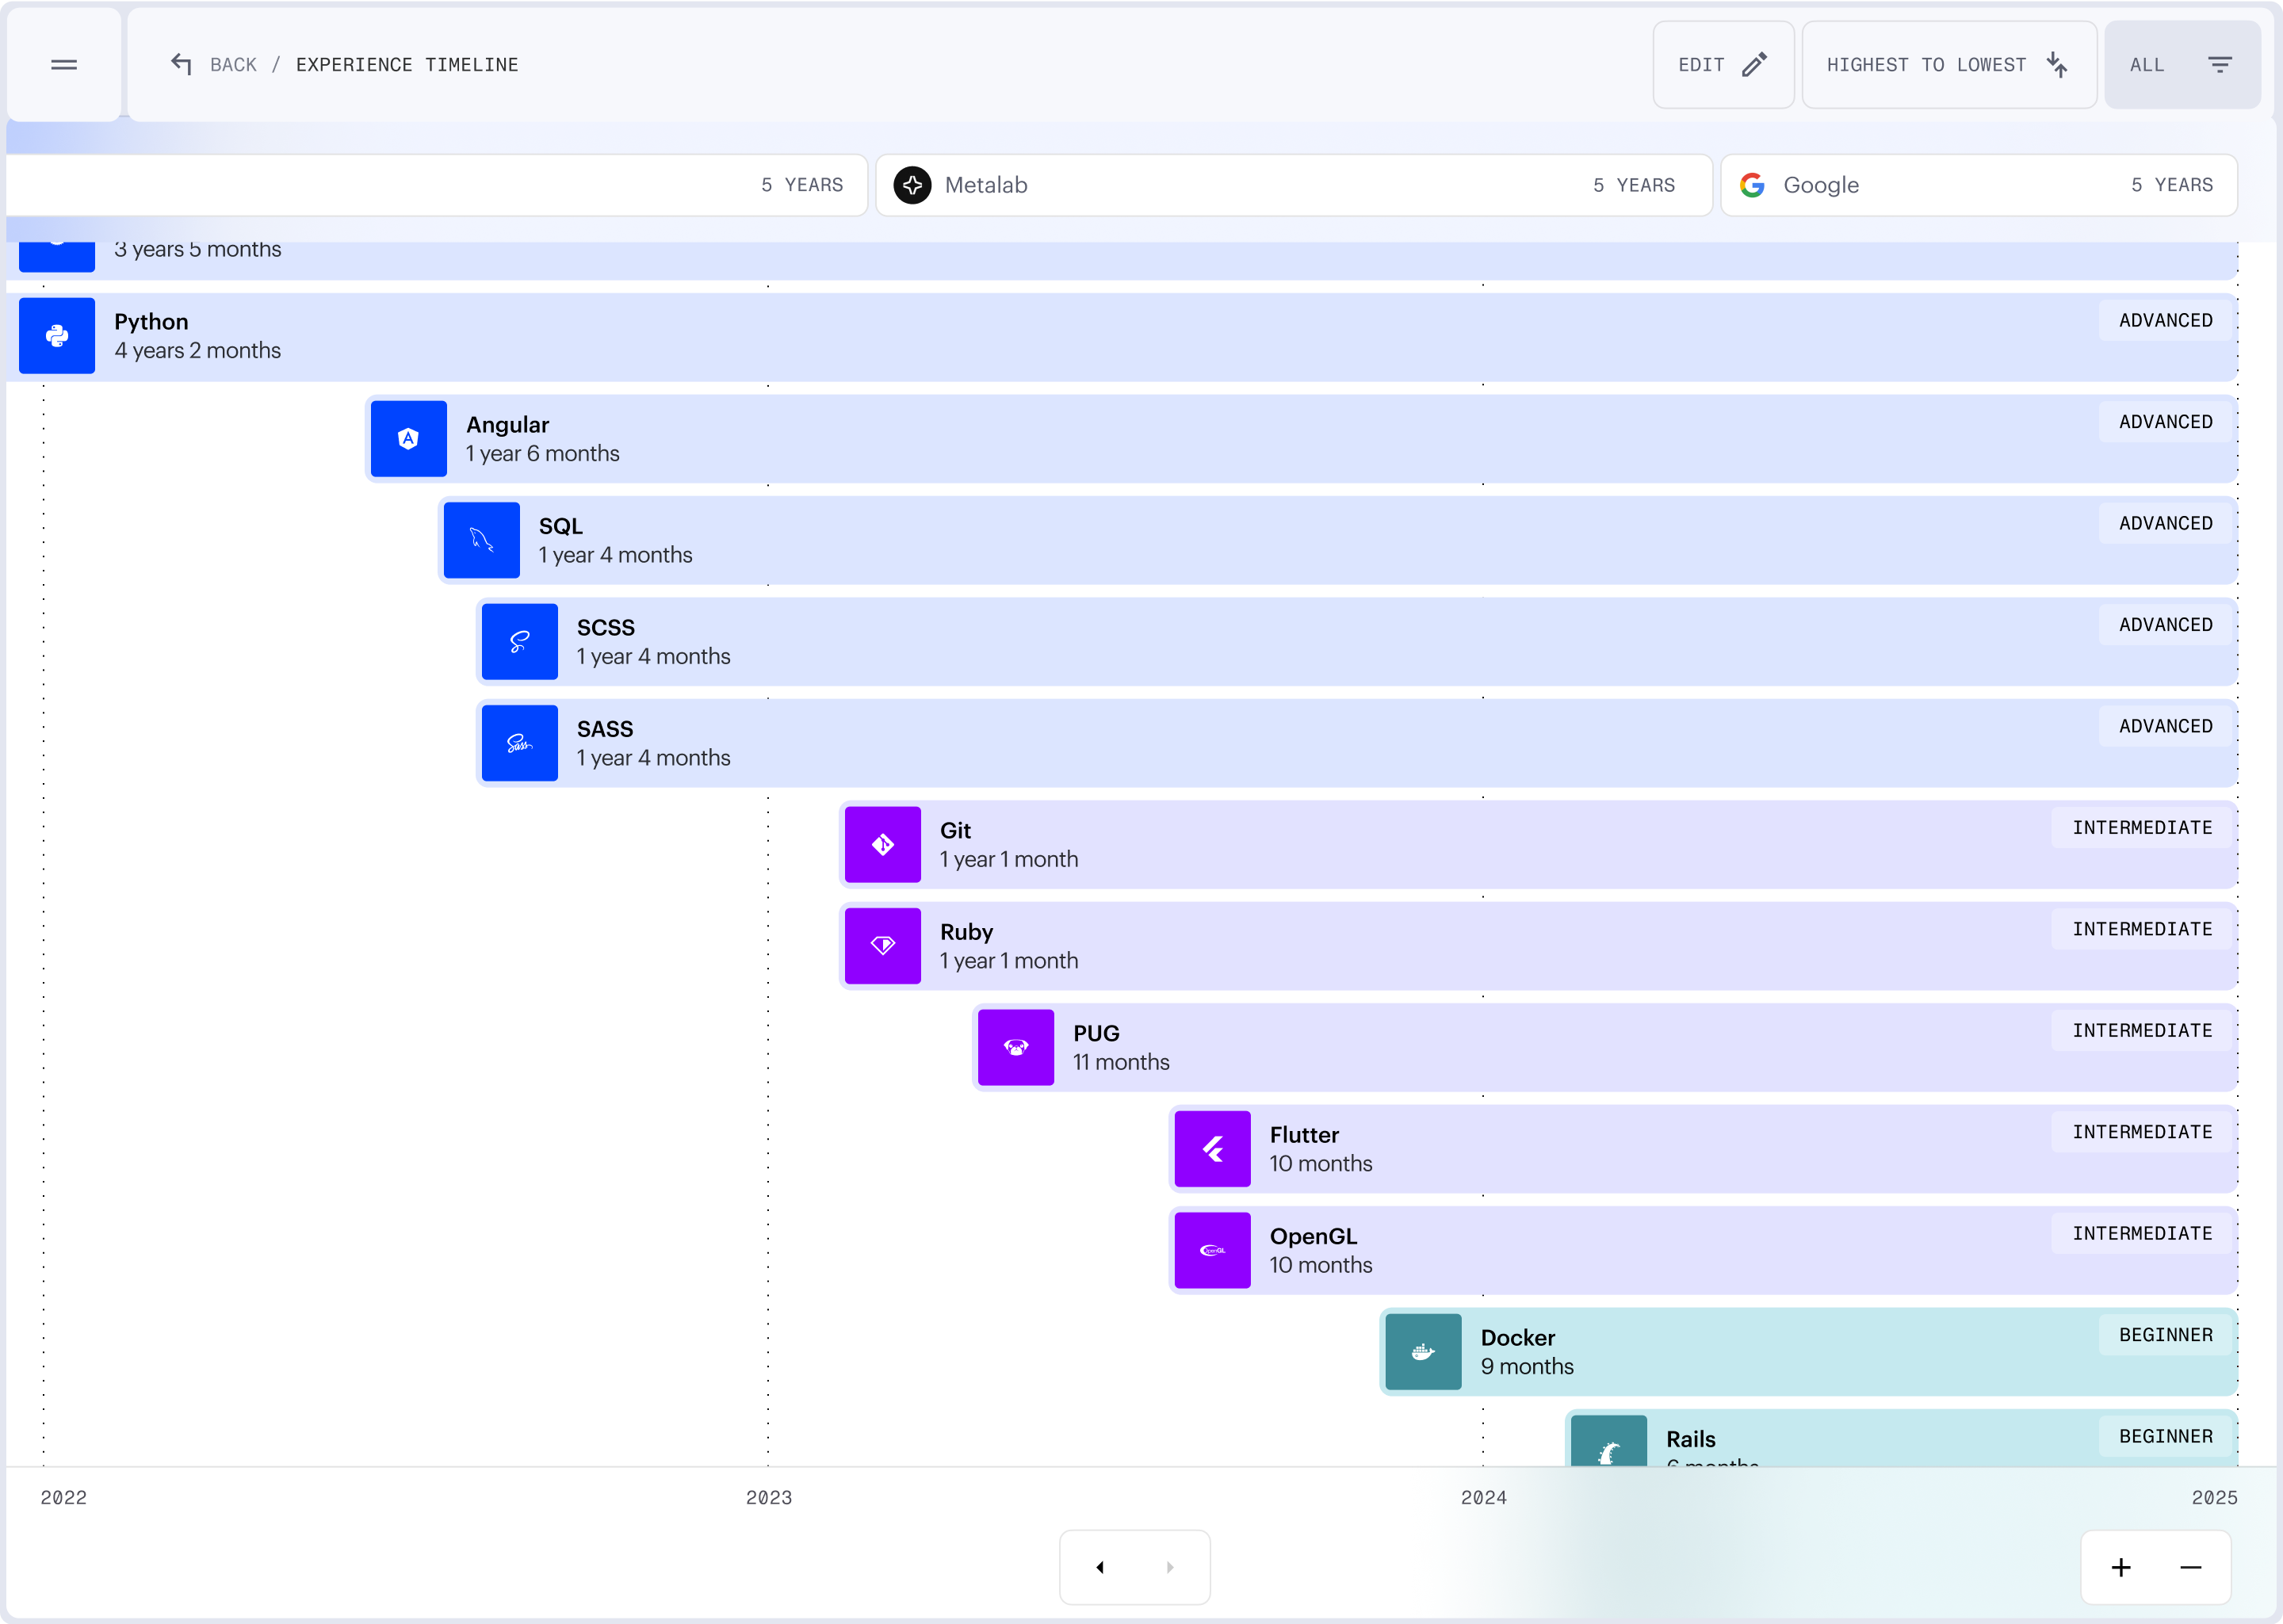 BACK / EXPERIENCE TIMELINE
EDIT
HIGHEST TO LOWEST
ALL
5 YEARS
Metalab
5 YEARS
Google
5 YEARS
3 years 5 months
Python
4 years 2 months
ADVANCED
Angular
1 year 6 months
ADVANCED
SQL
1 year 4 months
ADVANCED
SCSS
1 year 4 months
ADVANCED
SASS
1 year 4 months
ADVANCED
Git
1 year 1 month
INTERMEDIATE
Ruby
1 year 1 month
INTERMEDIATE
PUG
11 months
INTERMEDIATE
Flutter
10 months
INTERMEDIATE
OpenGL
10 months
INTERMEDIATE
Docker
9 months
BEGINNER
Rails
BEGINNER
2022
2023
2024
2025